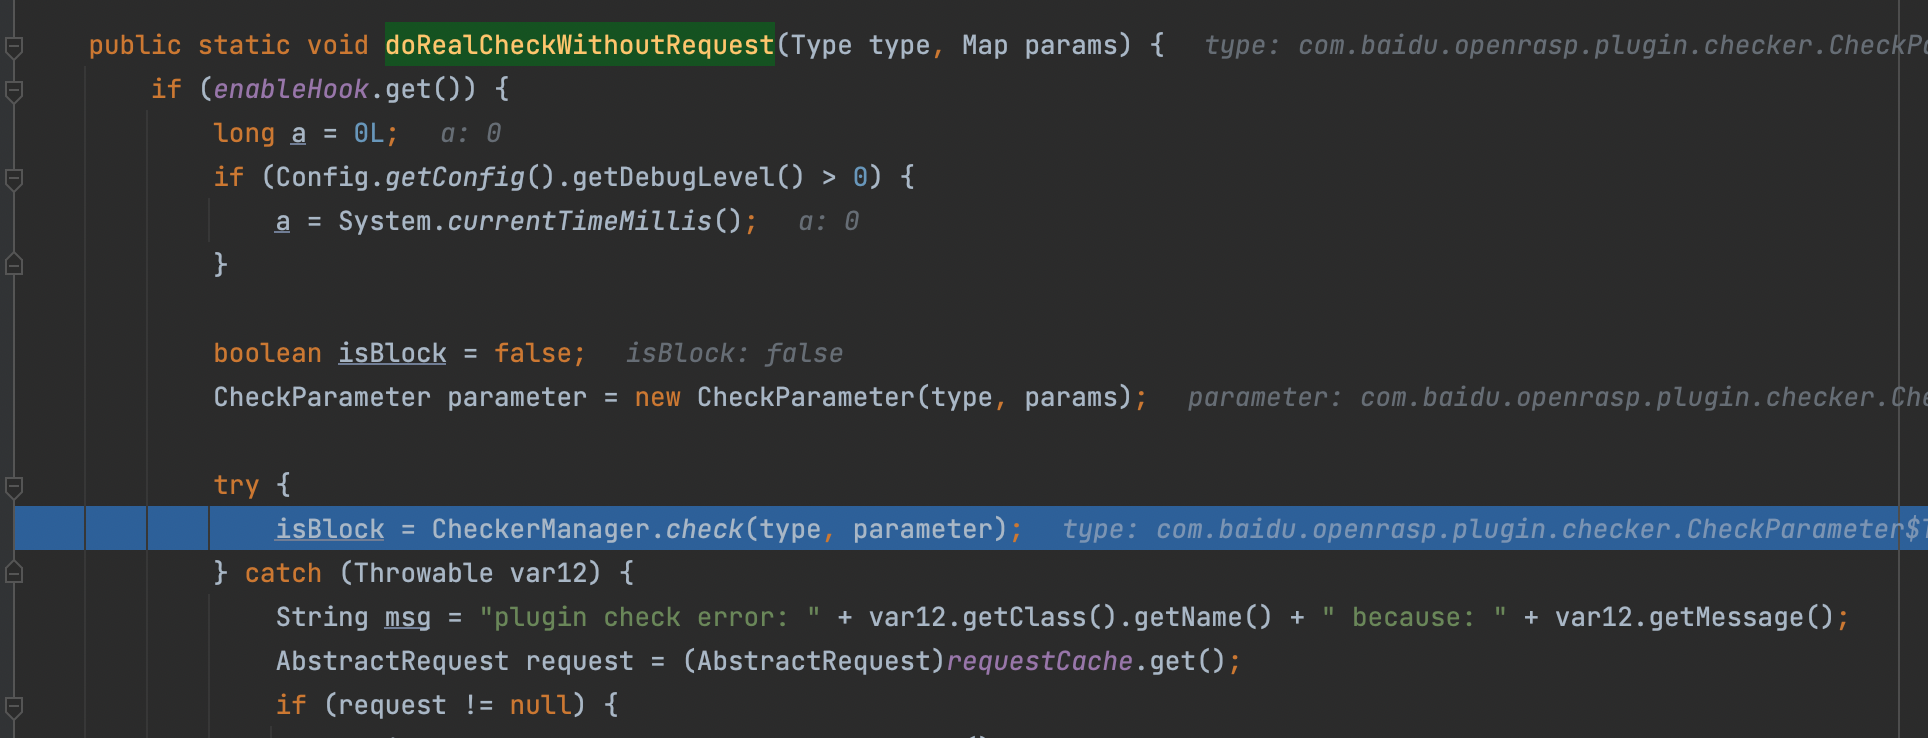 public static void doRealCheckWithoutRequest(Type type, Map params) {   type: com.baidu.openrasp.plugin.checker.CheckPa
if (enableHook.get()) {
long a = 0L;   a: 0
if (Config.getConfig().getDebugLevel() > 0) {
a = System.currentTimeMillis();   a: 0
}
boolean isBlock = false;   isBlock: false
CheckParameter parameter = new CheckParameter(type, params);   parameter: com.baidu.openrasp.plugin.checker.Che
try {
isBlock = CheckerManager.check(type, parameter);   type: com.baidu.openrasp.plugin.checker.CheckParameter$
} catch (Throwable var12) {
String msg = "plugin check error: " + var12.getClass().getName() + " because: " + var12.getMessage();
AbstractRequest request = (AbstractRequest)requestCache.get();
if (request != null) {